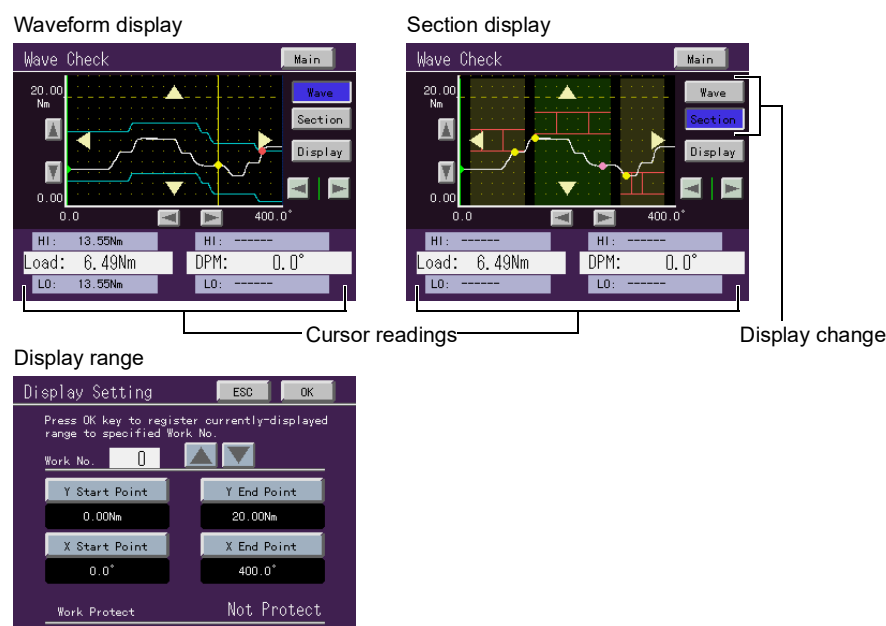 Waveform display
Wave Check
Main
20.00
Nm
Wave
Section
Display
0.00
0.0
400.0°
HI: 13.55Nm
HI: ------
Load: 6.49Nm
DPM: 0.0°
LO: 13.55Nm
LO: ------
Section display
Wave Check
Main
20.00
Nm
Wave
Section
Display
0.00
0.0
400.0°
HI: ------
HI: ------
Load: 6.49Nm
DPM: 0.0°
LO: ------
LO: ------
Cursor readings
Display change
Display range
Display Setting
ESC
OK
Press OK key to register currently-displayed
range to specified Work No.
Work No. 0
Y Start Point
Y End Point
0.00Nm
20.00Nm
X Start Point
X End Point
0.0°
400.0°
Work Protect
Not Protect